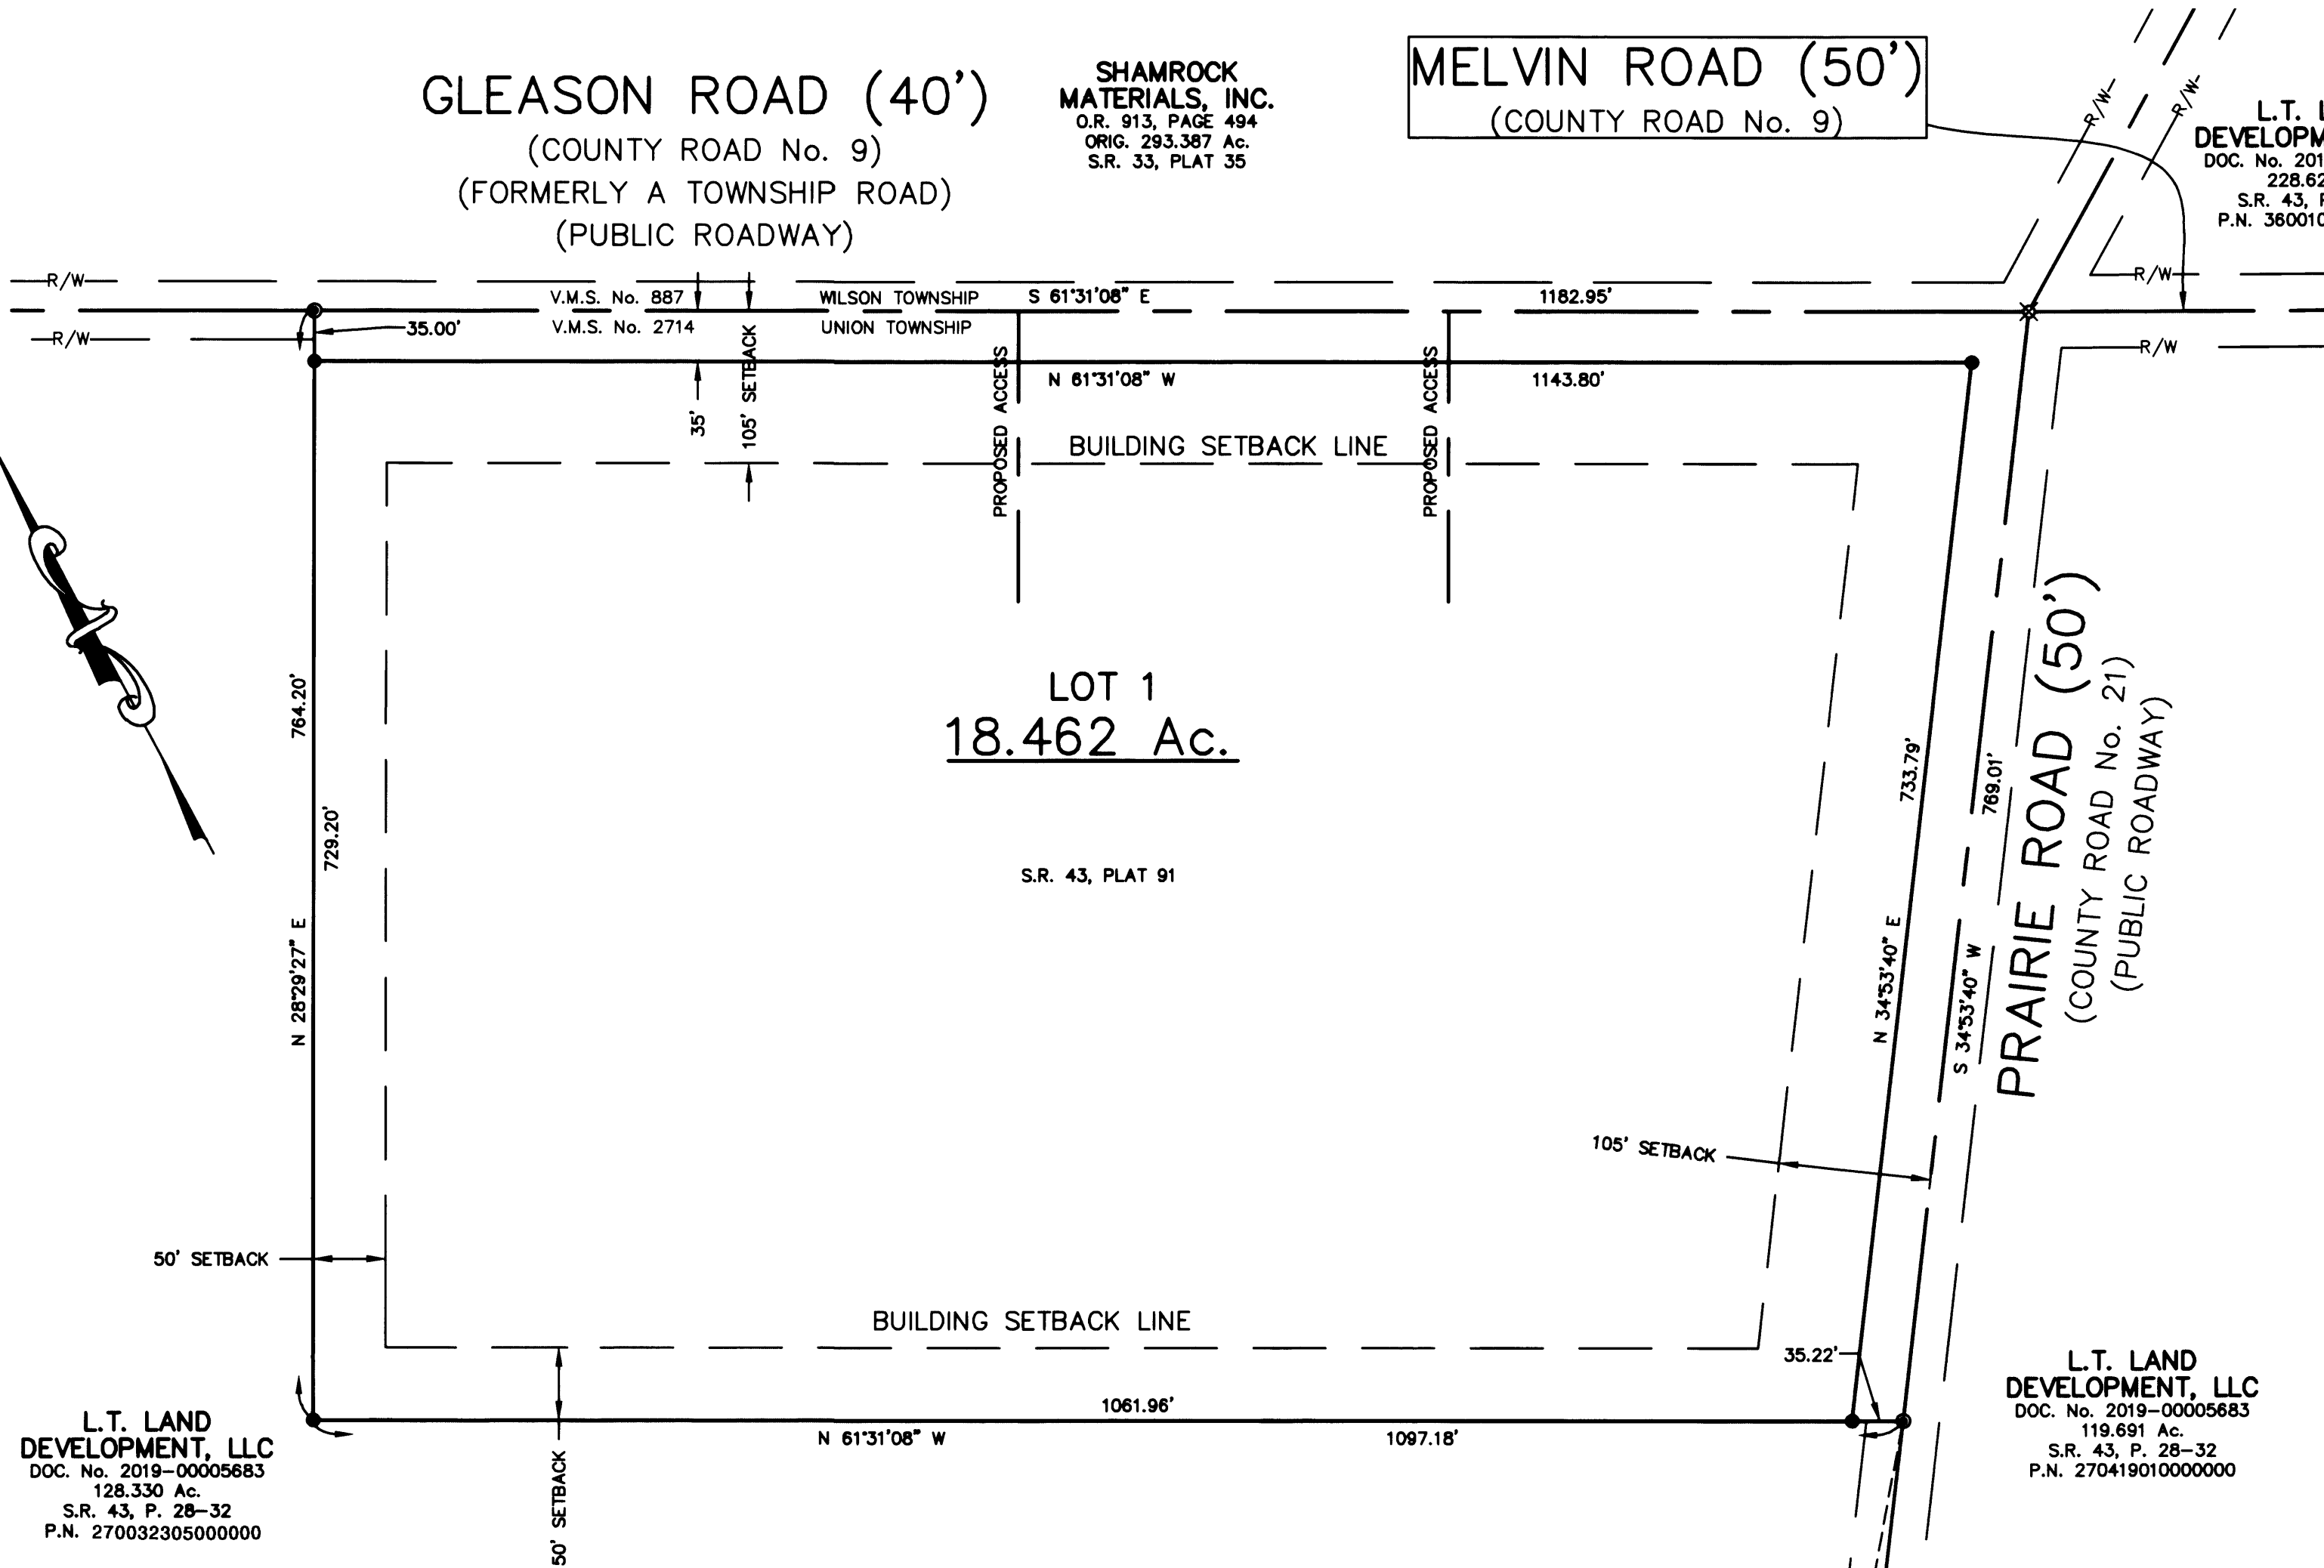 GLEASON ROAD (40')
(COUNTY ROAD No. 9)
(FORMERLY A TOWNSHIP ROAD)
(PUBLIC ROADWAY)
SHAMROCK
MATERIALS, INC.
O.R. 913, PAGE 494
ORIG. 293.387 Ac.
S.R. 33, PLAT 35
MELVIN ROAD (50')
(COUNTY ROAD No. 9)
R/W
R/W
L.T.
DOC. No.
S.R. 43,
P.N.
R/W
R/W
V.M.S. No. 887
WILSON TOWNSHIP
S 61°31'08" E
1182.95'
V.M.S. No. 2714
UNION TOWNSHIP
35.00'
R/W
R/W
N 61°31'08" W
1143.80'
35'
105' SETBACK
PROPOSED ACCESS
PROPOSED ACCESS
BUILDING SETBACK LINE
LOT 1
18.462 Ac.
S.R. 43, PLAT 91
764.20'
729.20'
N 28°29'27" E
733.79'
N 34°53'40" E
769.01'
S 34°53'40" W
PRAIRIE ROAD (50')
(COUNTY ROAD No. 21)
(PUBLIC ROADWAY)
105' SETBACK
50' SETBACK
BUILDING SETBACK LINE
35.22'
1061.96'
N 61°31'08" W
1097.18'
50' SETBACK
L.T. LAND
DEVELOPMENT, LLC
DOC. No. 2019-00005683
128.330 Ac.
S.R. 43, P. 28-32
P.N. 270032305000000
L.T. LAND
DEVELOPMENT, LLC
DOC. No. 2019-00005683
119.691 Ac.
S.R. 43, P. 28-32
P.N. 270419010000000